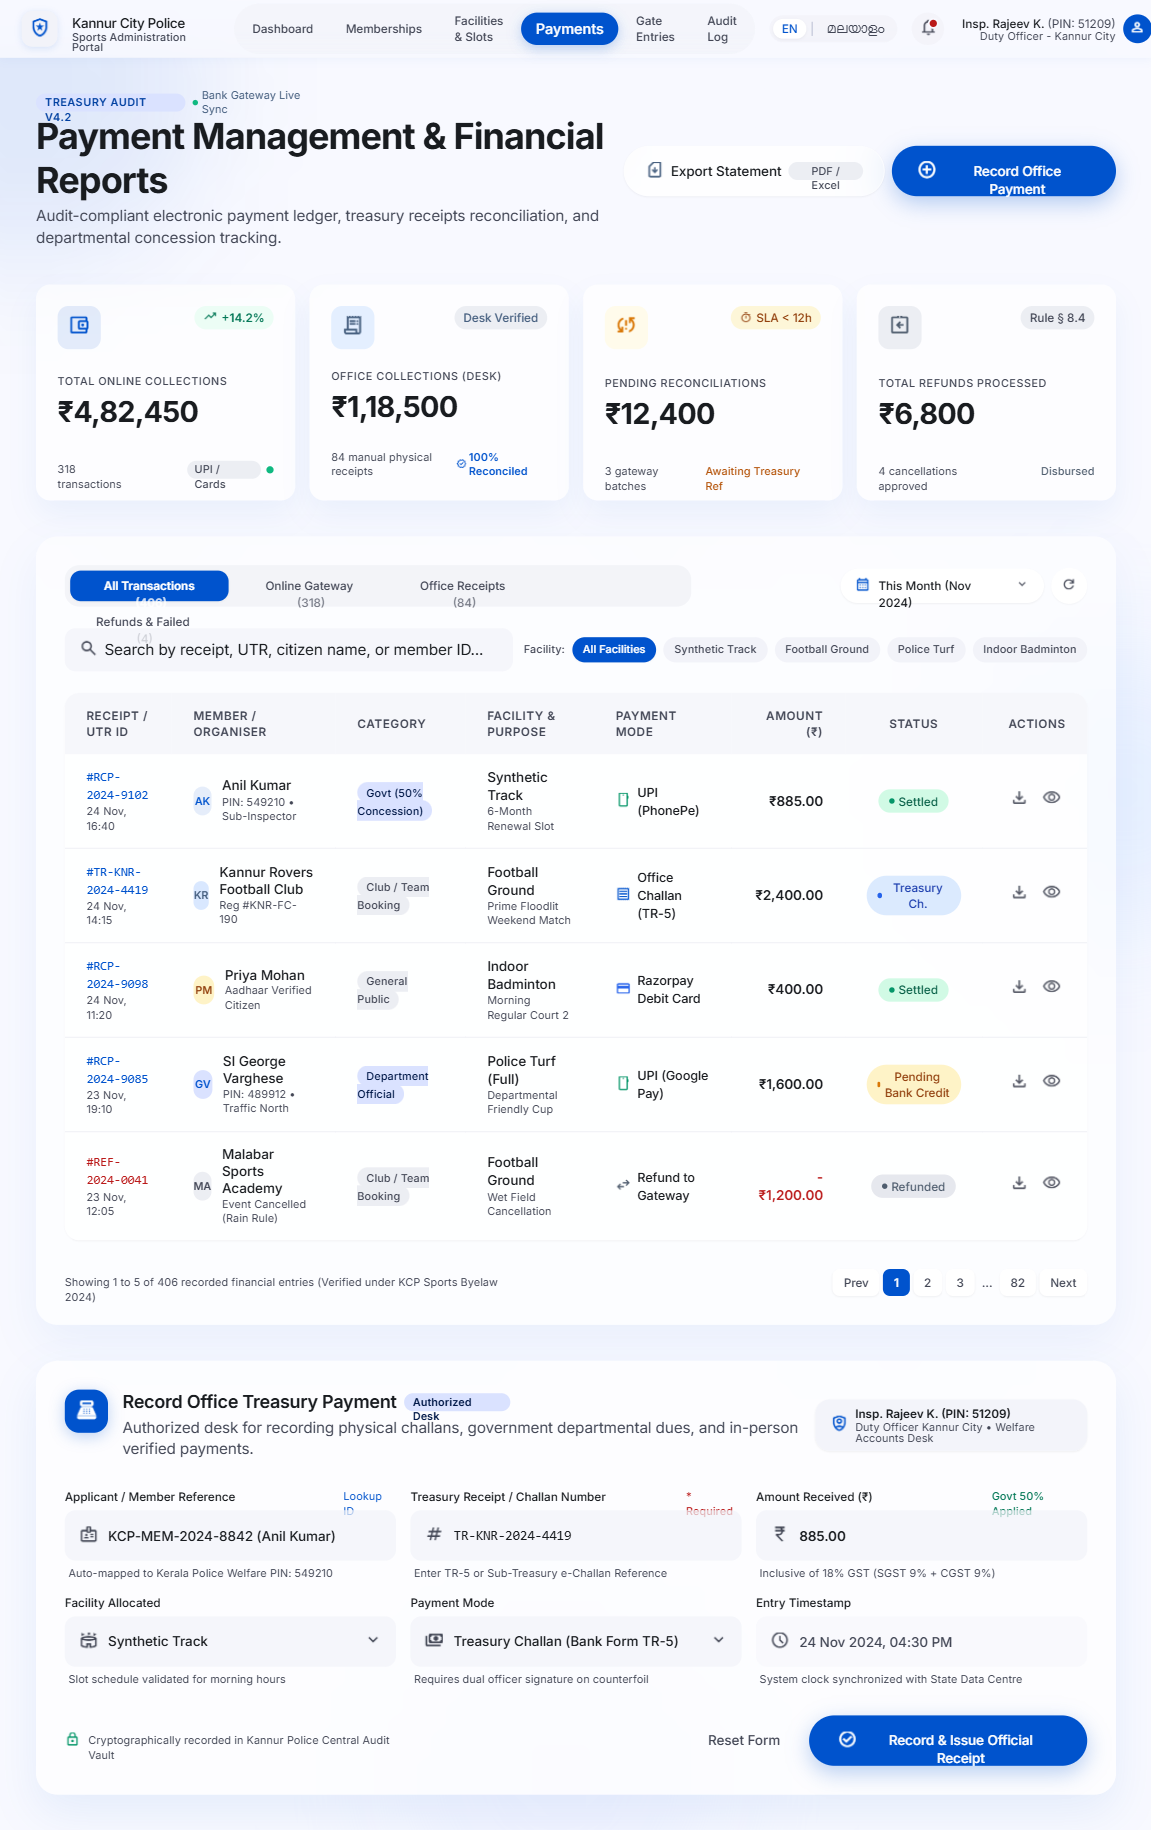 Kannur City Police
Sports Administration
Portal
Dashboard
Memberships
Facilities
& Slots
Payments
Gate
Entries
Audit
Log
EN
മലയാളം
Insp. Rajeev K. (PIN: 51209)
Duty Officer - Kannur City
TREASURY AUDIT
V4.2
Bank Gateway Live
Sync
Payment Management & Financial
Reports
Audit-compliant electronic payment ledger, treasury receipts reconciliation, and
departmental concession tracking.
Export Statement
PDF /
Excel
Record Office
Payment
+14.2%
TOTAL ONLINE COLLECTIONS
₹4,82,450
318
transactions
UPI /
Cards
Desk Verified
OFFICE COLLECTIONS (DESK)
₹1,18,500
84 manual physical
receipts
100%
Reconciled
SLA < 12h
PENDING RECONCILIATIONS
₹12,400
3 gateway
batches
Awaiting Treasury
Ref
Rule § 8.4
TOTAL REFUNDS PROCESSED
₹6,800
4 cancellations
approved
Disbursed
All Transactions
Online Gateway
(318)
Office Receipts
(84)
Refunds & Failed
(4)
This Month (Nov
2024)
Search by receipt, UTR, citizen name, or member ID...
Facility:
All Facilities
Synthetic Track
Football Ground
Police Turf
Indoor Badminton
RECEIPT /
UTR ID
MEMBER /
ORGANISER
CATEGORY
FACILITY &
PURPOSE
PAYMENT
MODE
AMOUNT
(₹)
STATUS
ACTIONS
#RCP-
2024-9102
24 Nov,
16:40
AK
Anil Kumar
PIN: 549210 •
Sub-Inspector
Govt (50%
Concession)
Synthetic
Track
6-Month
Renewal Slot
UPI
(PhonePe)
₹885.00
Settled
#TR-KNR-
2024-4419
24 Nov,
14:15
KR
Kannur Rovers
Football Club
Reg #KNR-FC-
190
Club / Team
Booking
Football
Ground
Prime Floodlit
Weekend Match
Office
Challan
(TR-5)
₹2,400.00
Treasury
Ch.
#RCP-
2024-9098
24 Nov,
11:20
PM
Priya Mohan
Aadhaar Verified
Citizen
General
Public
Indoor
Badminton
Morning
Regular Court 2
Razorpay
Debit Card
₹400.00
Settled
#RCP-
2024-9085
23 Nov,
19:10
GV
SI George
Varghese
PIN: 489912 •
Traffic North
Department
Official
Police Turf
(Full)
Departmental
Friendly Cup
UPI (Google
Pay)
₹1,600.00
Pending
Bank Credit
#REF-
2024-0041
23 Nov,
12:05
MA
Malabar
Sports
Academy
Event Cancelled
(Rain Rule)
Club / Team
Booking
Football
Ground
Wet Field
Cancellation
Refund to
Gateway
-
₹1,200.00
Refunded
Showing 1 to 5 of 406 recorded financial entries (Verified under KCP Sports Byelaw
2024)
Prev
1
2
3
...
82
Next
Record Office Treasury Payment
Authorized
Desk
Authorized desk for recording physical challans, government departmental dues, and in-person
verified payments.
Insp. Rajeev K. (PIN: 51209)
Duty Officer Kannur City • Welfare
Accounts Desk
Applicant / Member Reference
Lookup
ID
KCP-MEM-2024-8842 (Anil Kumar)
Auto-mapped to Kerala Police Welfare PIN: 549210
Treasury Receipt / Challan Number
*
Required
TR-KNR-2024-4419
Enter TR-5 or Sub-Treasury e-Challan Reference
Amount Received (₹)
Govt 50%
Applied
₹ 885.00
Inclusive of 18% GST (SGST 9% + CGST 9%)
Facility Allocated
Synthetic Track
Slot schedule validated for morning hours
Payment Mode
Treasury Challan (Bank Form TR-5)
Requires dual officer signature on counterfoil
Entry Timestamp
24 Nov 2024, 04:30 PM
System clock synchronized with State Data Centre
Cryptographically recorded in Kannur Police Central Audit
Vault
Reset Form
Record & Issue Official
Receipt